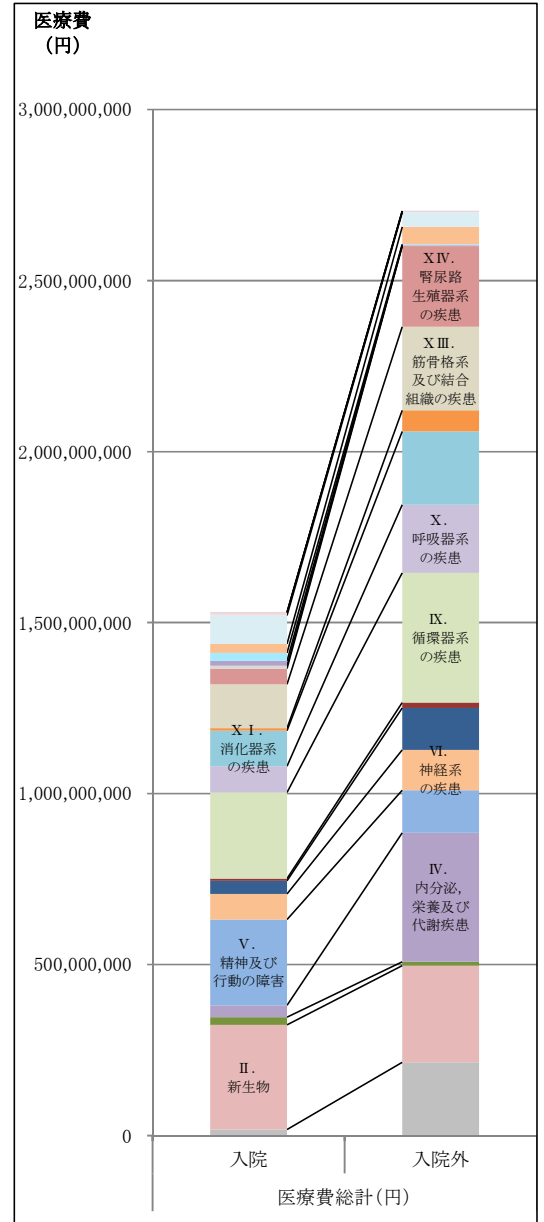 医療費
（円）
3,000,000,000
2,500,000,000
2,000,000,000
1,500,000,000
1,000,000,000
500,000,000
0
ⅩⅣ.
腎尿路
生殖器系
の疾患
ⅩⅢ.
筋骨格系
及び結合
組織の疾患
Ⅹ.
呼吸器系
の疾患
Ⅸ.
循環器系
の疾患
ⅩⅠ.
消化器系
の疾患
Ⅵ.
神経系
の疾患
Ⅳ.
内分泌，
栄養及び
代謝疾患
Ⅴ.
精神及び
行動の障害
Ⅱ.
新生物
入院
入院外
医療費総計(円)